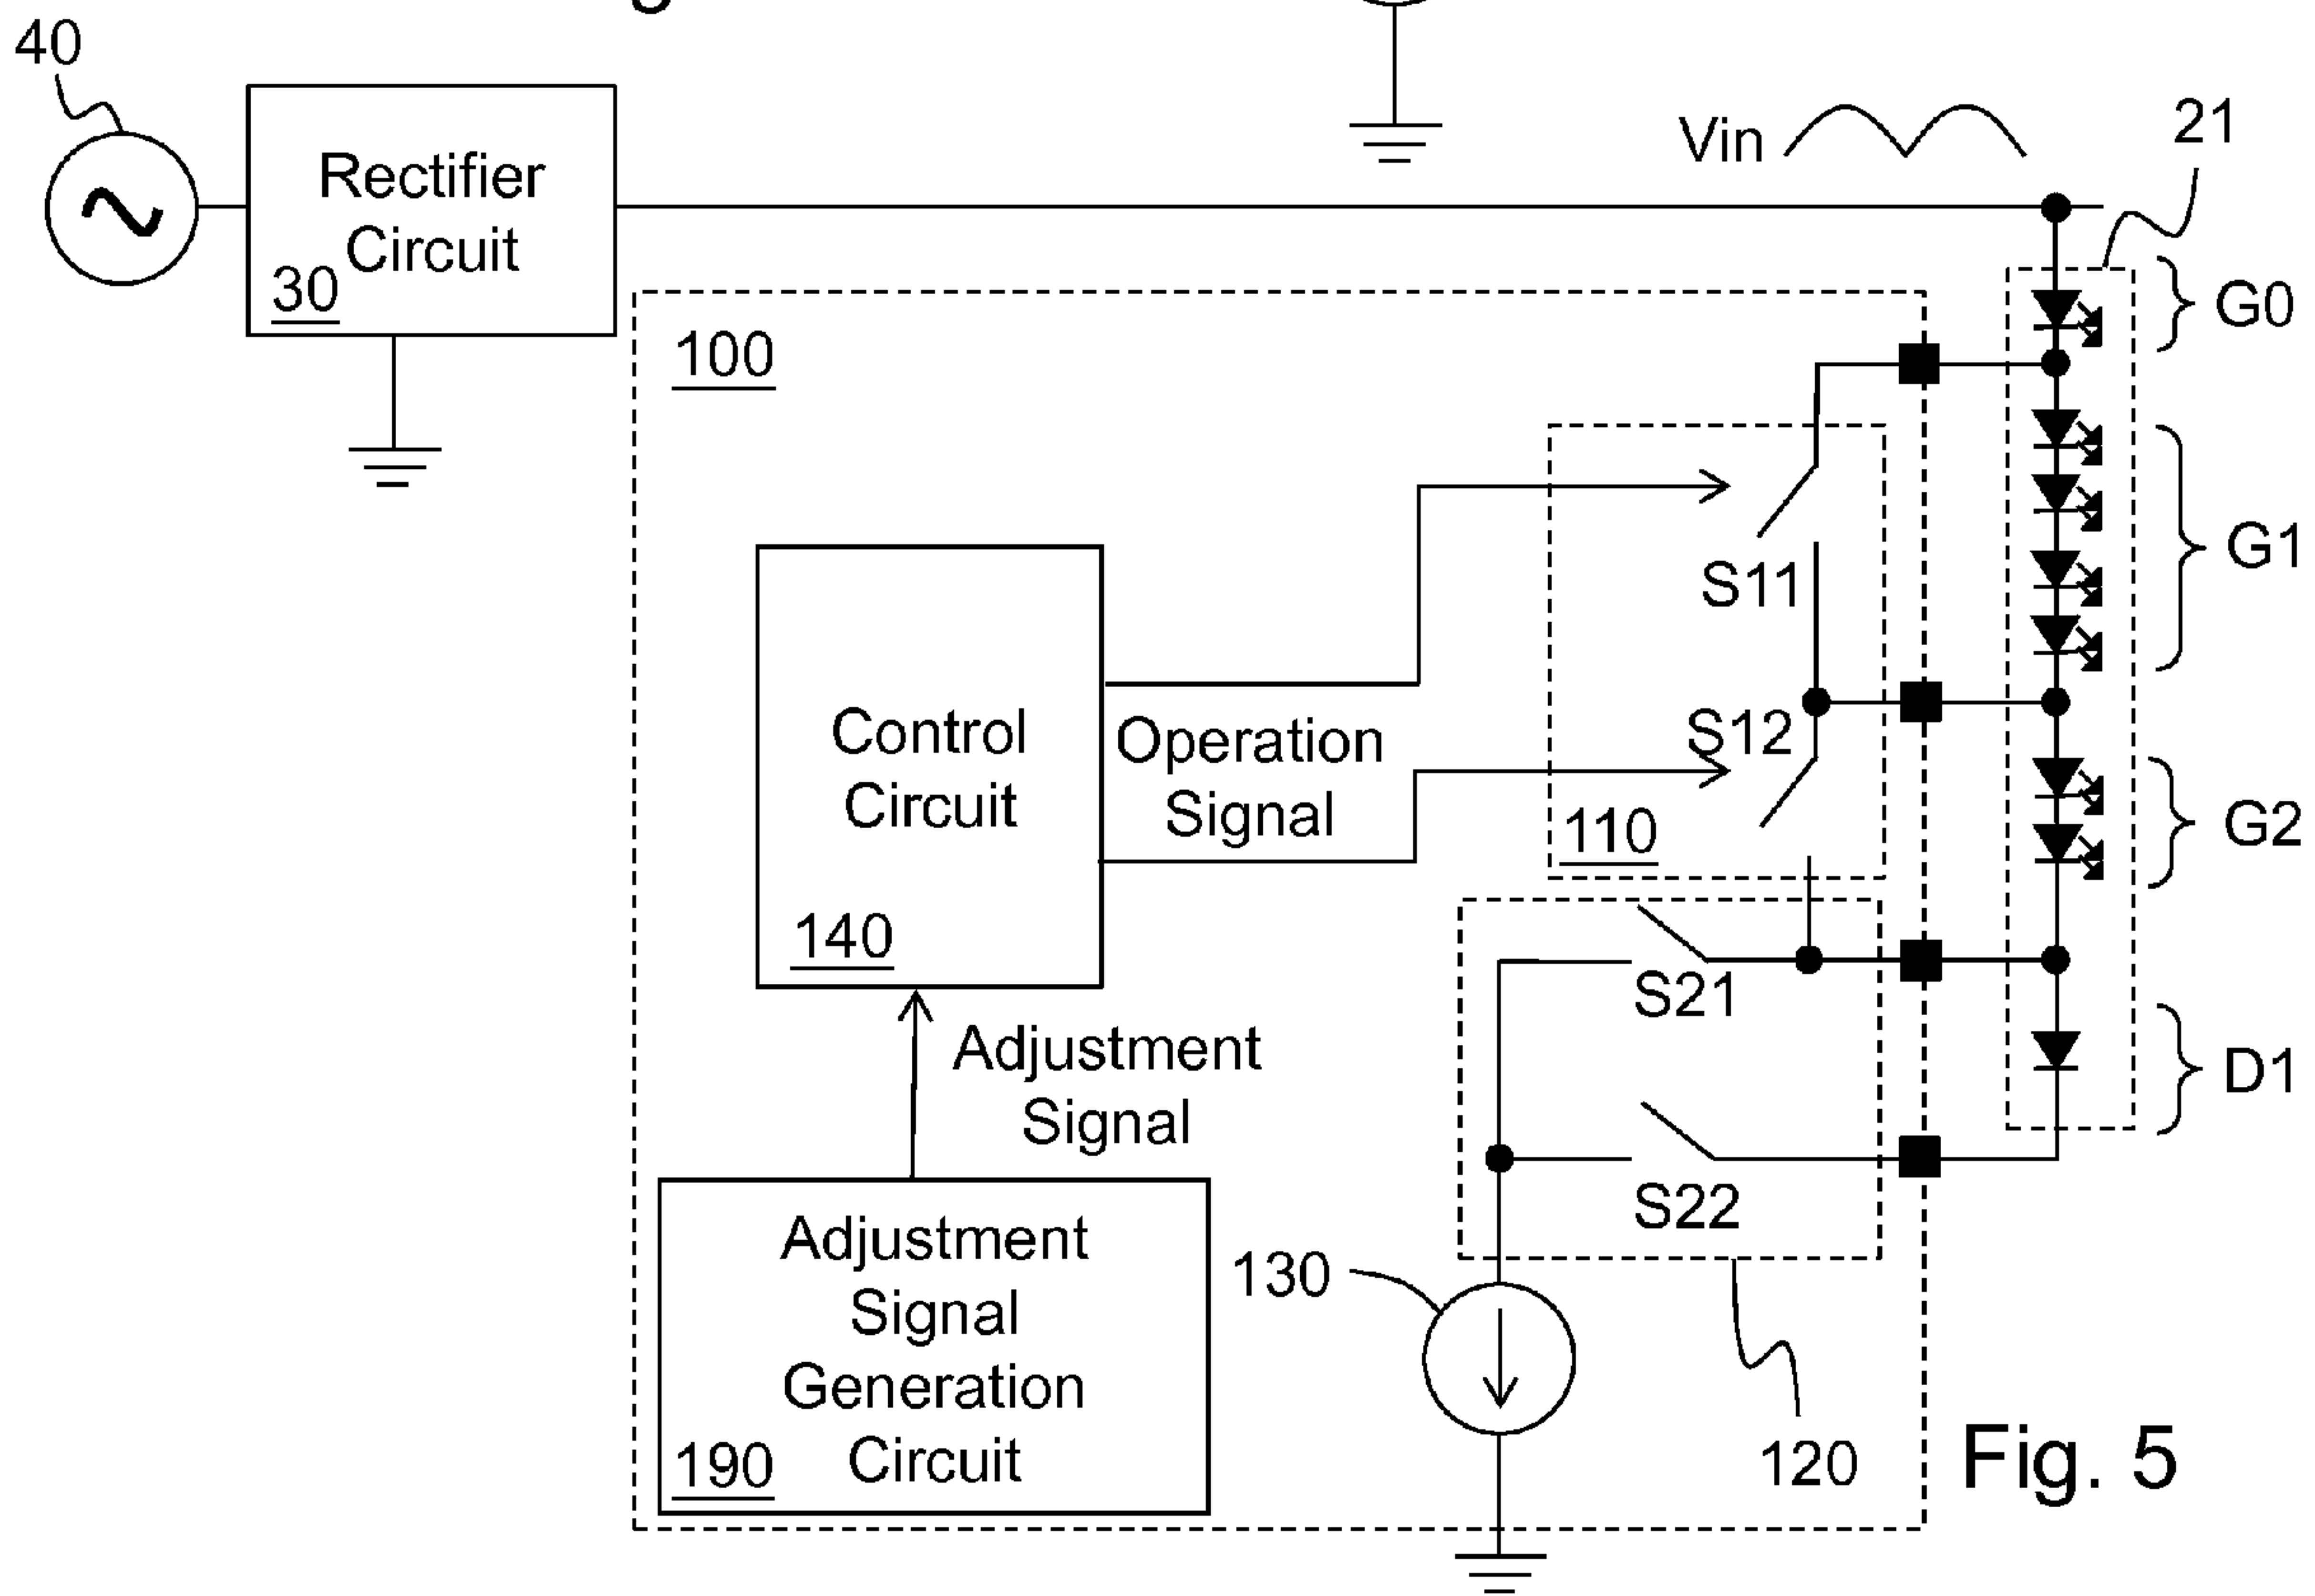 40
Rectifier
Circuit
30
Vin
21
G0
100
G1
S11
Control
Circuit
140
Operation
Signal
S12
110
G2
S21
Adjustment
Signal
D1
S22
Adjustment
Signal
Generation
Circuit
190
130
120
Fig. 5